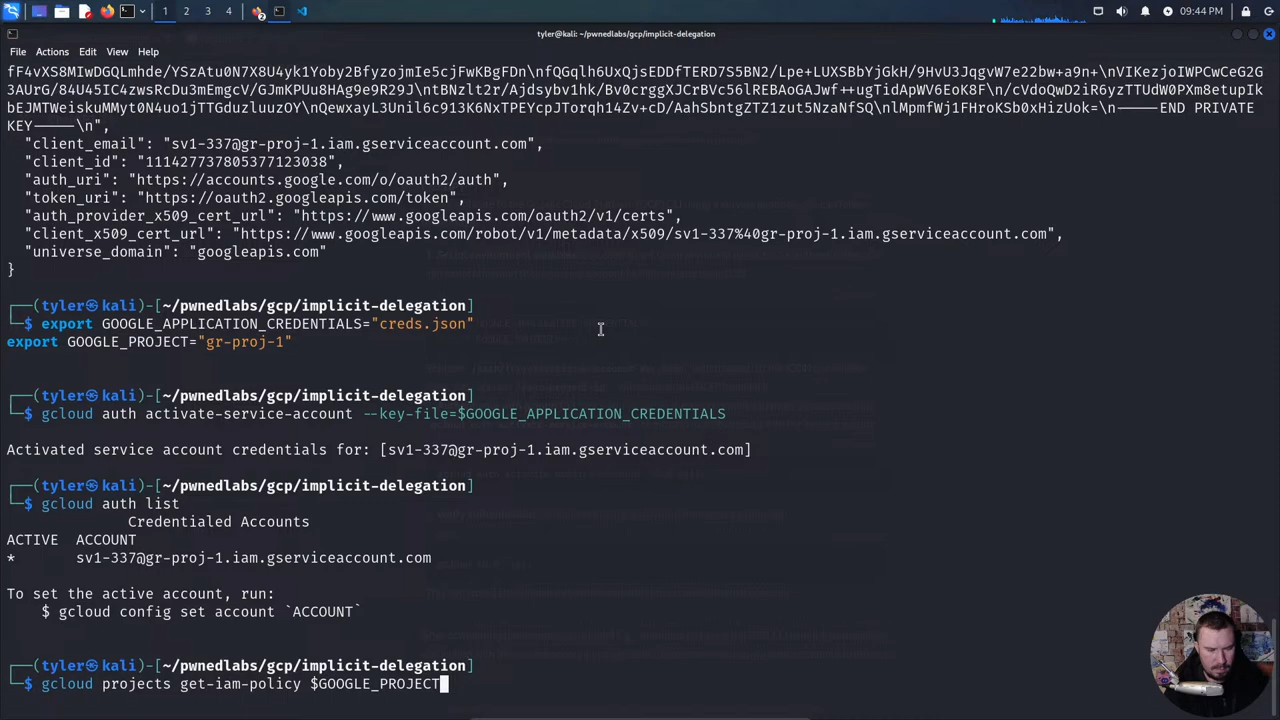 1 2 3 4 2 09:44 PM
tyler@kali: ~/pwnedlabs/gcp/implicit-delegation
File Actions Edit View Help
fF4vXS8MIwDGQLmhde/YSzAtu0N7X8U4yk1Yoby2BfyzojmIe5cjFwKBgFDn\nfQGqlh6UxQjsEDDfTERD7S5BN2/Lpe+LUXSBbYjGkH/9HvU3JqgvW7e22bw+a9n+\nVIKezjoIWPCwCeG2G
3AUrG/84U45IC4zwsRcDu3mEmgcV/GJmKPUu8HAg9e9R29J\ntBNzlt2r/Ajdsybv1hk/Bv0crggXJCrBVc56lREBAoGAJwf++ugTidApWV6EoK8F\n/cVdoQwD2iR6yzTTUdW0PXm8etupIk
bEJMTWeiskuMMyt0N4uo1jTTGduzluuzOY\nQewxayL3Unil6c913K6NxTPEYcpJTorqh14Zv+cD/AahSbntgZTZ1zut5NzaNfSQ\nlMpmfWj1FHroKSb0xHizUok=\n-----END PRIVATE
KEY-----\n",
"client_email": "sv1-337@gr-proj-1.iam.gserviceaccount.com",
"client_id": "111427737805377123038",
"auth_uri": "https://accounts.google.com/o/oauth2/auth",
"token_uri": "https://oauth2.googleapis.com/token",
"auth_provider_x509_cert_url": "https://www.googleapis.com/oauth2/v1/certs",
"client_x509_cert_url": "https://www.googleapis.com/robot/v1/metadata/x509/sv1-337%40gr-proj-1.iam.gserviceaccount.com",
"universe_domain": "googleapis.com"
}
┌──(tyler㉿kali)-[~/pwnedlabs/gcp/implicit-delegation]
└─$ export GOOGLE_APPLICATION_CREDENTIALS="creds.json"
export GOOGLE_PROJECT="gr-proj-1"
┌──(tyler㉿kali)-[~/pwnedlabs/gcp/implicit-delegation]
└─$ gcloud auth activate-service-account --key-file=$GOOGLE_APPLICATION_CREDENTIALS
Activated service account credentials for: [sv1-337@gr-proj-1.iam.gserviceaccount.com]
┌──(tyler㉿kali)-[~/pwnedlabs/gcp/implicit-delegation]
└─$ gcloud auth list
Credentialed Accounts
ACTIVE ACCOUNT
* sv1-337@gr-proj-1.iam.gserviceaccount.com
To set the active account, run:
$ gcloud config set account `ACCOUNT`
┌──(tyler㉿kali)-[~/pwnedlabs/gcp/implicit-delegation]
└─$ gcloud projects get-iam-policy $GOOGLE_PROJECT